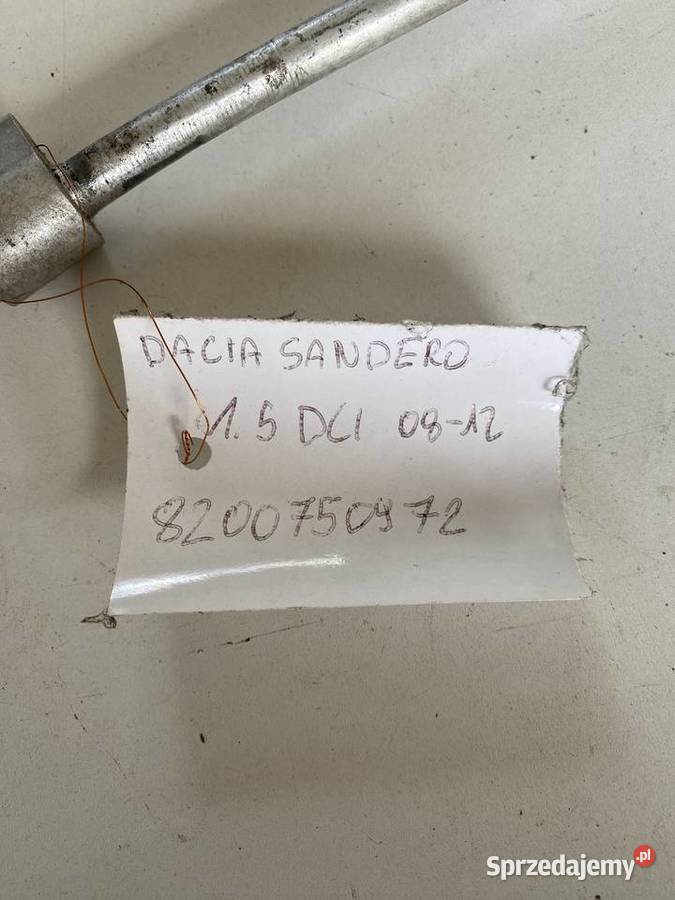 DACIA SANDERO
1.5 DCI 08-12
8200750972
Sprzedajemy.pl